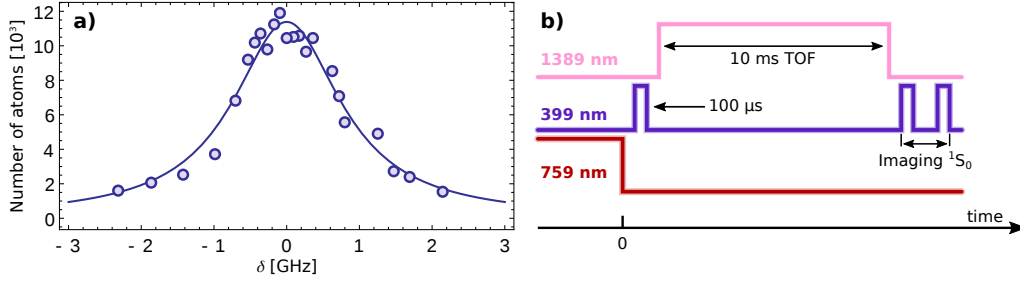 a)
Number of atoms [10³]
12
10
8
6
4
2
0
- 3 - 2 - 1 0 1 2 3
δ [GHz]
b)
1389 nm
10 ms TOF
399 nm
100 μs
759 nm
Imaging ¹S₀
time
0